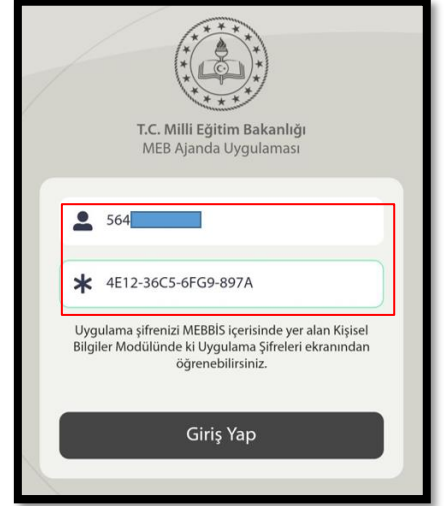 T.C. Milli Eğitim Bakanlığı
MEB Ajanda Uygulaması
564
4E12-36C5-6FG9-897A
Uygulama şifrenizi MEBBİS içerisinde yer alan Kişisel
Bilgiler Modülünde ki Uygulama Şifreleri ekranından
öğrenebilirsiniz.
Giriş Yap